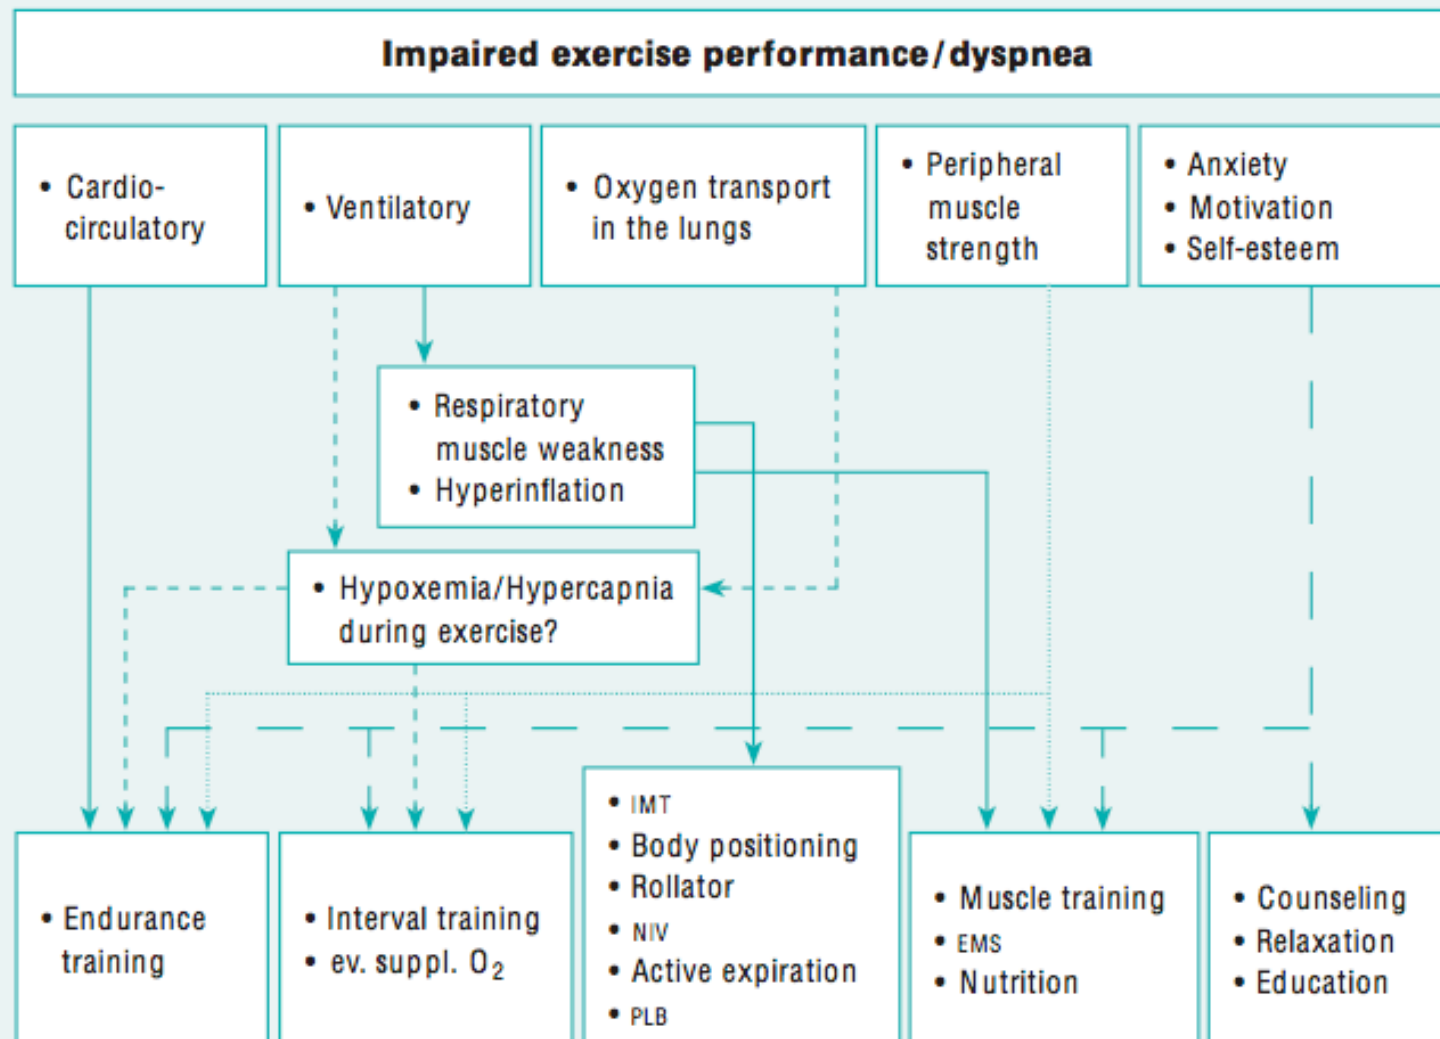 Impaired exercise performance/dyspnea
• Cardio-
circulatory
• Ventilatory
• Oxygen transport
in the lungs
• Peripheral
muscle
strength
• Anxiety
• Motivation
• Self-esteem
• Respiratory
muscle weakness
• Hyperinflation
• Hypoxemia/Hypercapnia
during exercise?
• Endurance
training
• Interval training
• ev. suppl. O₂
• IMT
• Body positioning
• Rollator
• NIV
• Active expiration
• PLB
• Muscle training
• EMS
• Nutrition
• Counseling
• Relaxation
• Education